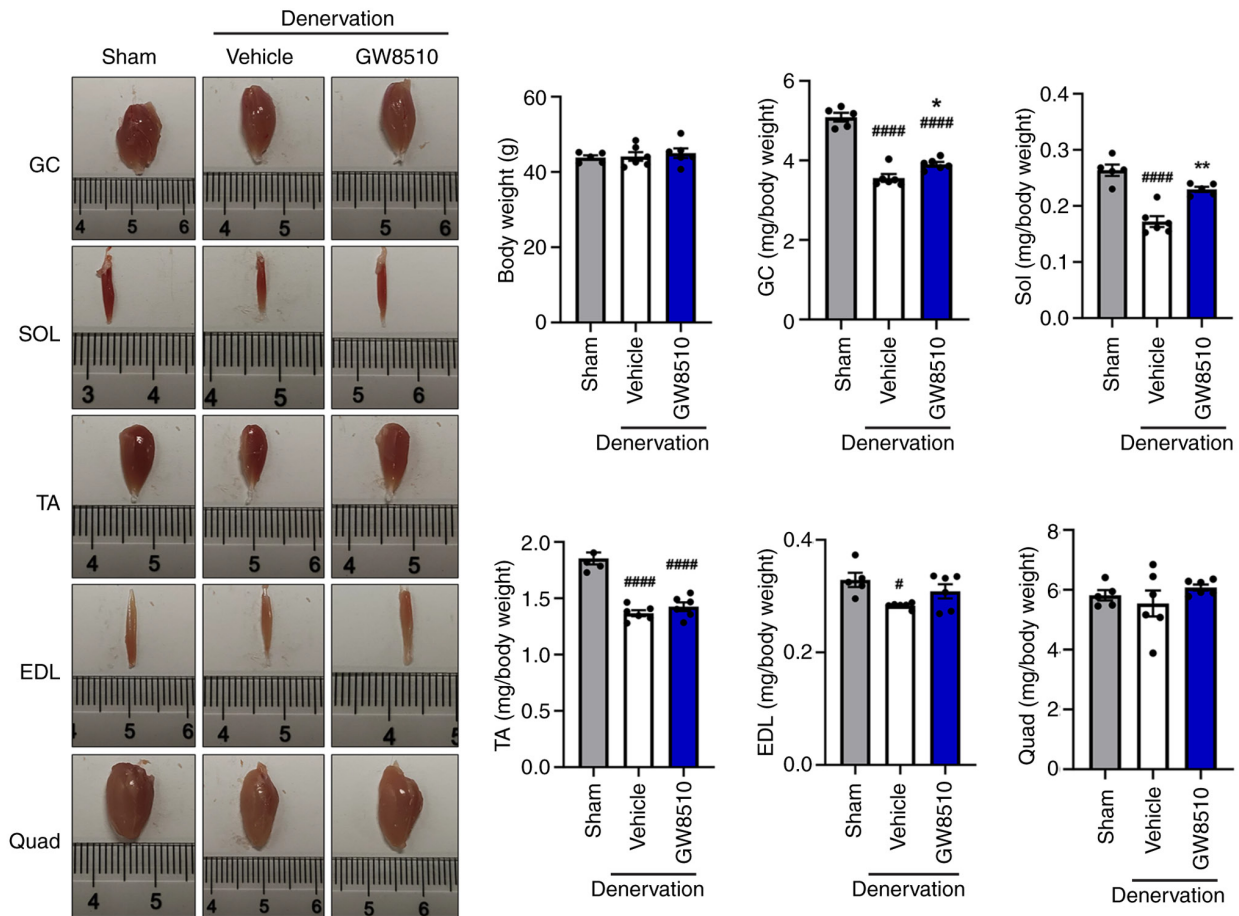 Denervation
Sham Vehicle GW8510
GC
4 5 6
4 5 6
5 6
SOL
3 4
4 5
5 6
TA
4 5
5 6
4 5
EDL
4 5 6
4 5
4 5
Quad
4 5
4 5 6
5 6
Body weight (g)
60
40
20
0
Sham
Vehicle
GW8510
Denervation
GC (mg/body weight)
6
4
2
0
####
*
####
Sham
Vehicle
GW8510
Denervation
Sol (mg/body weight)
0.4
0.3
0.2
0.1
0.0
####
**
Sham
Vehicle
GW8510
Denervation
TA (mg/body weight)
2.0
1.5
1.0
0.5
0.0
####
####
Sham
Vehicle
GW8510
Denervation
EDL (mg/body weight)
0.4
0.2
0.0
#
Sham
Vehicle
GW8510
Denervation
Quad (mg/body weight)
8
6
4
2
0
Sham
Vehicle
GW8510
Denervation